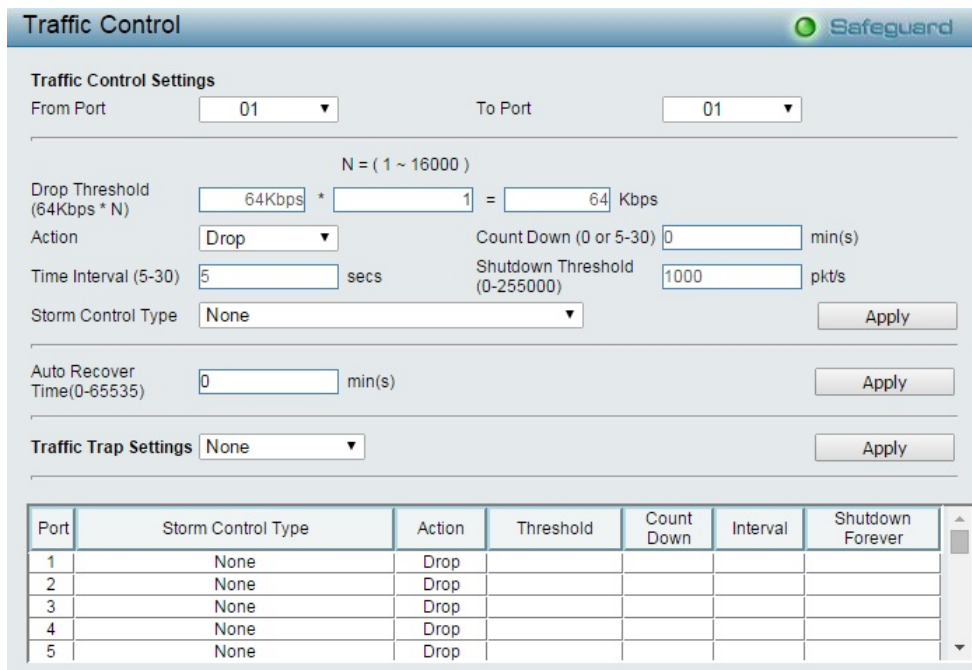 Traffic Control
Safeguard
Traffic Control Settings
From Port 01 To Port 01
N = ( 1 ~ 16000 )
Drop Threshold
(64Kbps * N)
64Kbps * 1 = 64 Kbps
Action Drop Count Down (0 or 5-30) 0 min(s)
Time Interval (5-30) 5 secs
Shutdown Threshold
(0-255000)
1000 pkt/s
Storm Control Type None Apply
Auto Recover
Time(0-65535)
0 min(s) Apply
Traffic Trap Settings None Apply
Port Storm Control Type Action Threshold Count Down Interval Shutdown Forever
1 None Drop
2 None Drop
3 None Drop
4 None Drop
5 None Drop